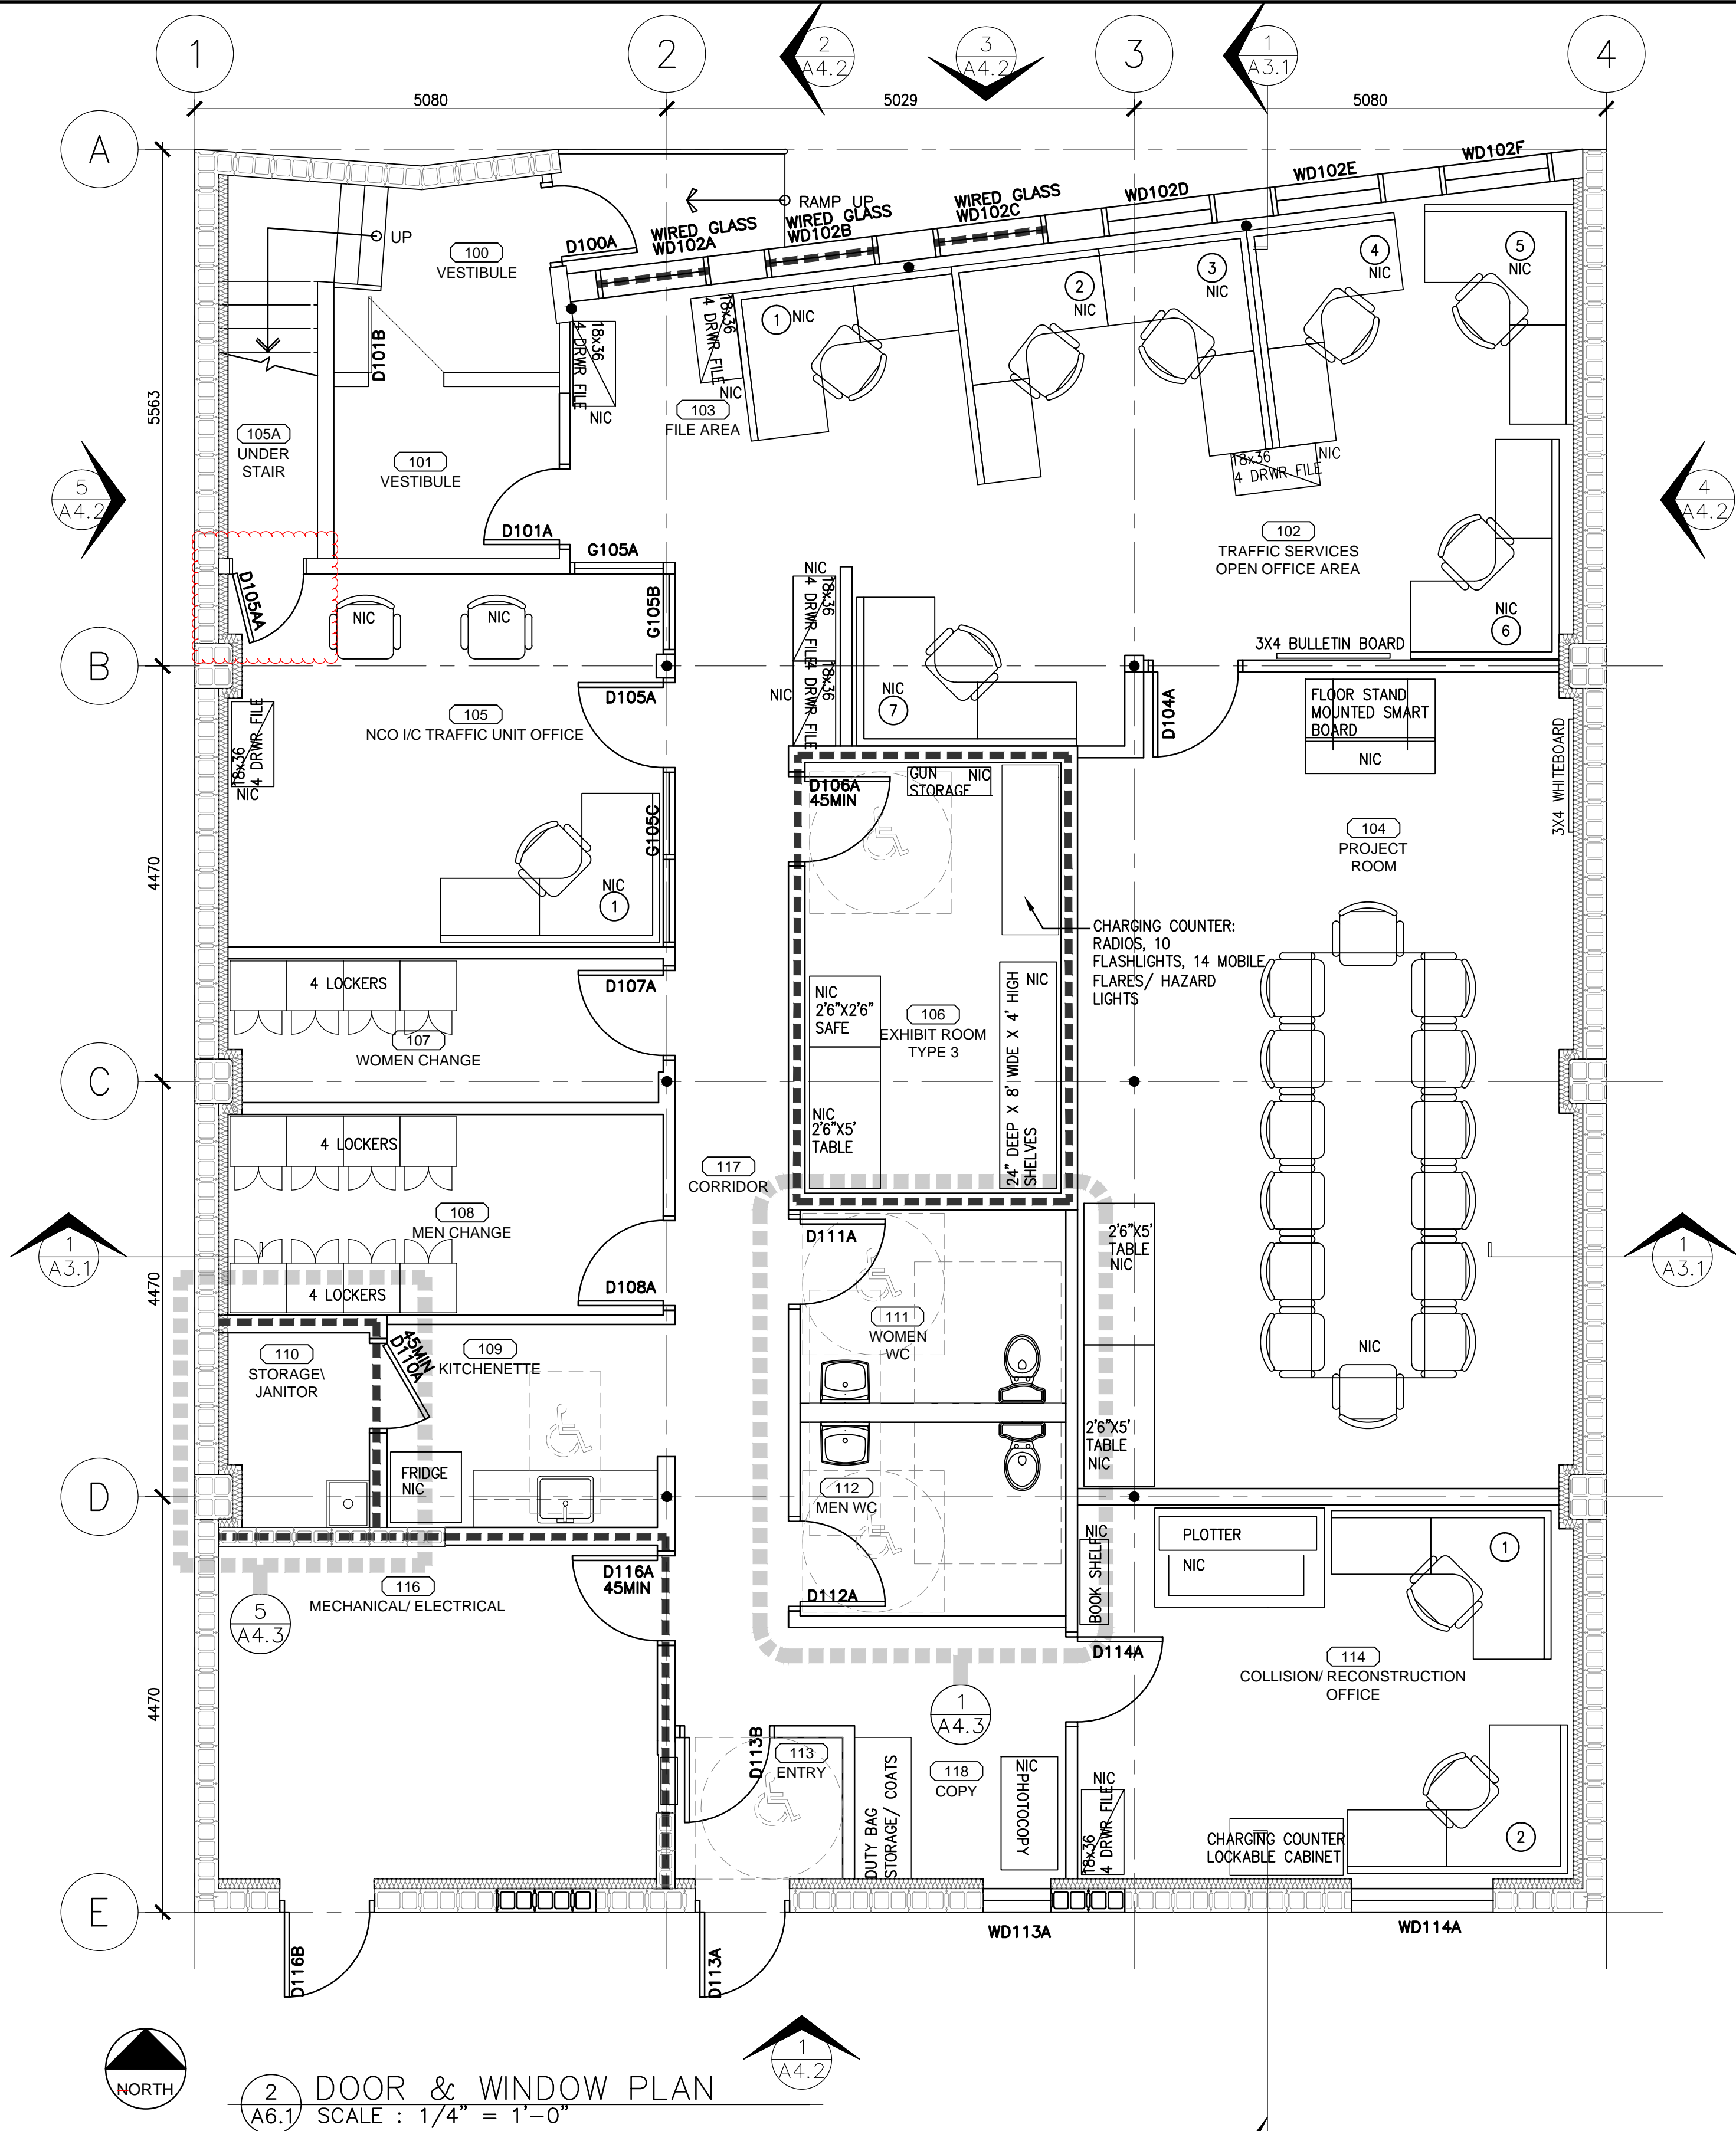 1
2
3
4
2
A4.2
3
A4.2
1
A3.1
5080
5029
5080
A
B
C
D
E
5563
4470
4470
4470
WD102F
WD102E
WD102D
WIRED GLASS
WD102C
WIRED GLASS
WD102B
WIRED GLASS
WD102A
RAMP UP
D100A
UP
100
VESTIBULE
D101B
18x36
4 DRWR FILE
NIC
18x36
4 DRWR FILE
NIC
1
NIC
2
NIC
3
NIC
4
NIC
5
NIC
103
FILE AREA
105A
UNDER
STAIR
101
VESTIBULE
18x36
4 DRWR FILE
NIC
5
A4.2
4
A4.2
D101A
102
TRAFFIC SERVICES
OPEN OFFICE AREA
G105A
G105B
D105AA
NIC
NIC
NIC
18x36
4 DRWR FILE
18x36
4 DRWR FILE
NIC
NIC
6
3X4 BULLETIN BOARD
NIC
7
D105A
D104A
105
NCO I/C TRAFFIC UNIT OFFICE
18x36
4 DRWR FILE
NIC
FLOOR STAND
MOUNTED SMART
BOARD
NIC
3X4 WHITEBOARD
D106A
45MIN
GUN
STORAGE
NIC
G105C
104
PROJECT
ROOM
NIC
1
CHARGING COUNTER:
RADIOS, 10
FLASHLIGHTS, 14 MOBILE
FLARES/ HAZARD
LIGHTS
4 LOCKERS
D107A
107
WOMEN CHANGE
NIC
2'6"X2'6"
SAFE
106
EXHIBIT ROOM
TYPE 3
NIC
24" DEEP X 8' WIDE X 4' HIGH
SHELVES
NIC
2'6"X5'
TABLE
4 LOCKERS
117
CORRIDOR
108
MEN CHANGE
1
A3.1
1
A3.1
D111A
2'6"X5'
TABLE
NIC
D108A
4 LOCKERS
111
WOMEN
WC
45MIN
D110A
110
STORAGE\
JANITOR
109
KITCHENETTE
NIC
2'6"X5'
TABLE
NIC
FRIDGE
NIC
112
MEN WC
NIC
BOOK SHELF
PLOTTER
NIC
1
D116A
45MIN
116
MECHANICAL/ ELECTRICAL
D112A
5
A4.3
D114A
114
COLLISION/ RECONSTRUCTION
OFFICE
1
A4.3
D113B
113
ENTRY
DUTY BAG
STORAGE/ COATS
118
COPY
NIC
PHOTOCOPY
NIC
18x36
4 DRWR FILE
CHARGING COUNTER
LOCKABLE CABINET
2
D116B
D113A
WD113A
WD114A
NORTH
1
A4.2
2
A6.1
DOOR & WINDOW PLAN
SCALE : 1/4" = 1'-0"